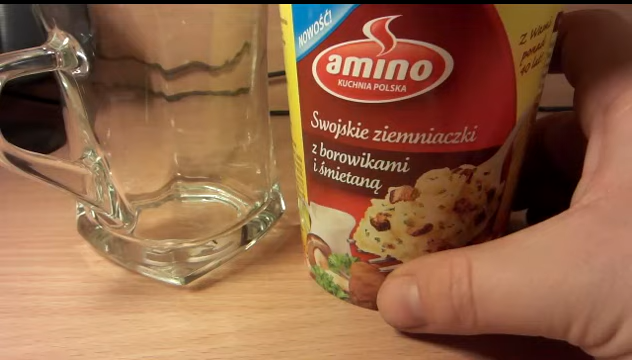 NOWOŚĆ!
amino
KUCHNIA POLSKA
Swojskie ziemniaczki
z borowikami
i śmietaną